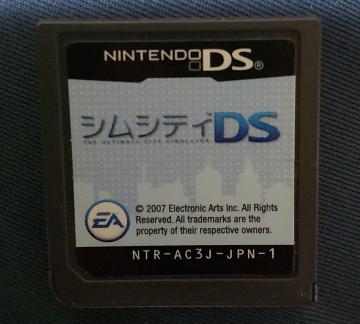 NINTENDO DS®
シムシティDS
THE ULTIMATE CITY SIMULATOR
EA
© 2007 Electronic Arts Inc. All Rights
Reserved. All trademarks are the
property of their respective owners.
NTR-AC3J-JPN-1